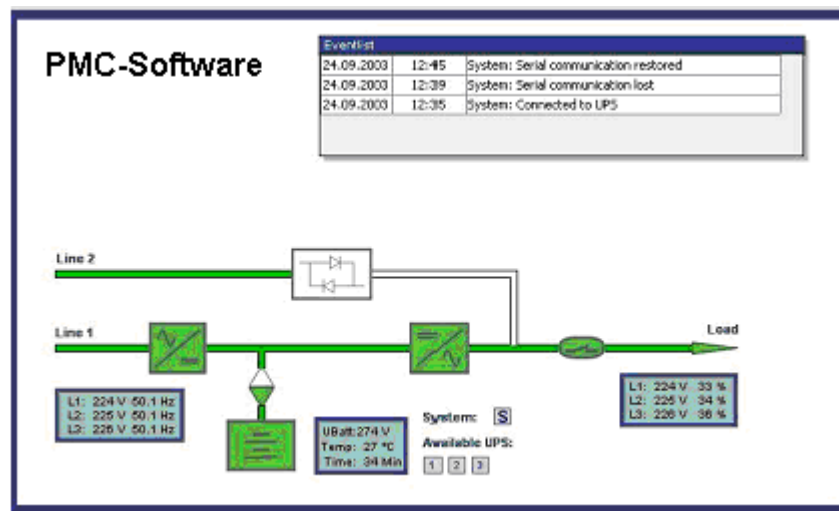 PMC-Software
Eventlist
24.09.2003 12:45 System: Serial communication restored
24.09.2003 12:39 System: Serial communication lost
24.09.2003 12:35 System: Connected to UPS
Line 2
Line 1
Load
L1: 224 V 50.1 Hz
L2: 225 V 50.1 Hz
L3: 226 V 50.1 Hz
UBatt:274 V
Temp: 27 °C
Time: 34 Min
System: S
Available UPS:
1 2 3
L1: 224 V 33 %
L2: 225 V 34 %
L3: 226 V 36 %